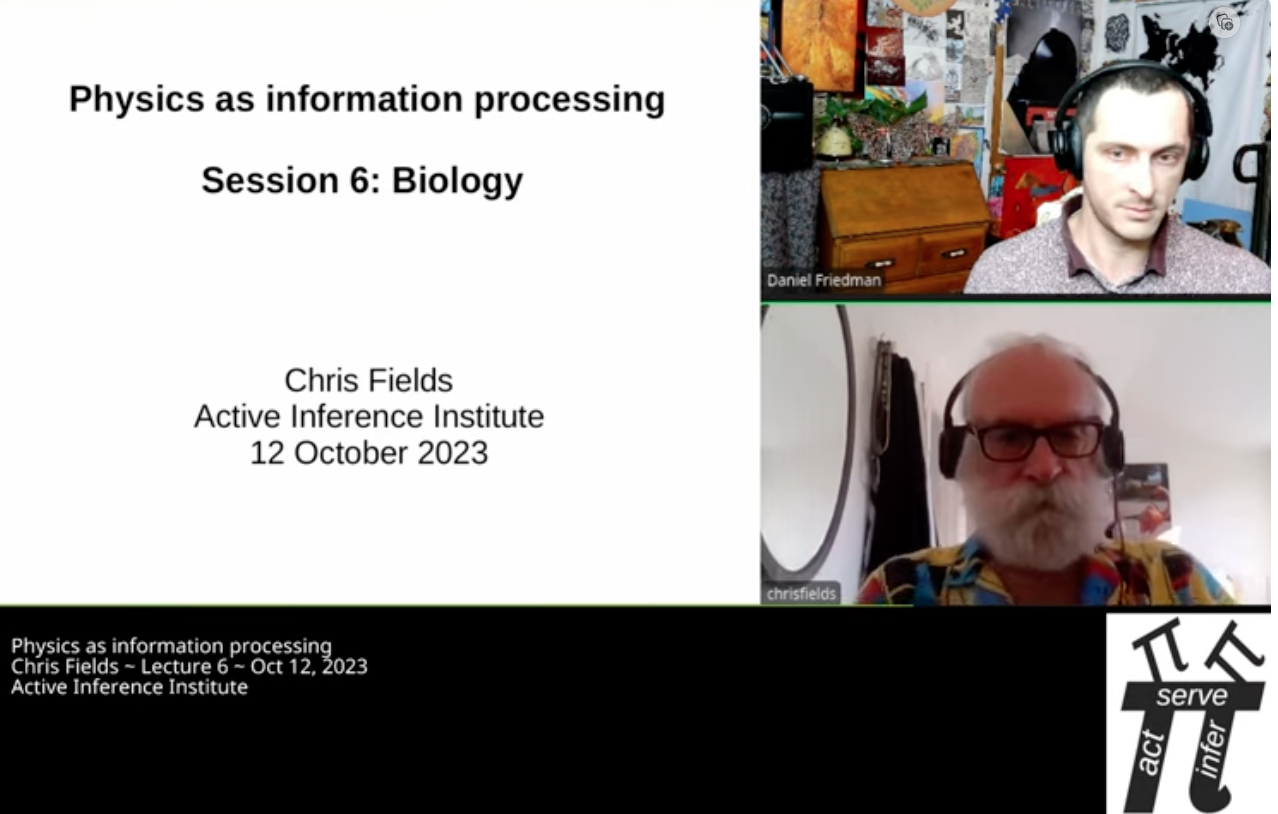 Physics as information processing
Session 6: Biology
Chris Fields
Active Inference Institute
12 October 2023
Daniel Friedman
chrisfields
Physics as information processing
Chris Fields ~ Lecture 6 ~ Oct 12, 2023
Active Inference Institute
serve
act
infer